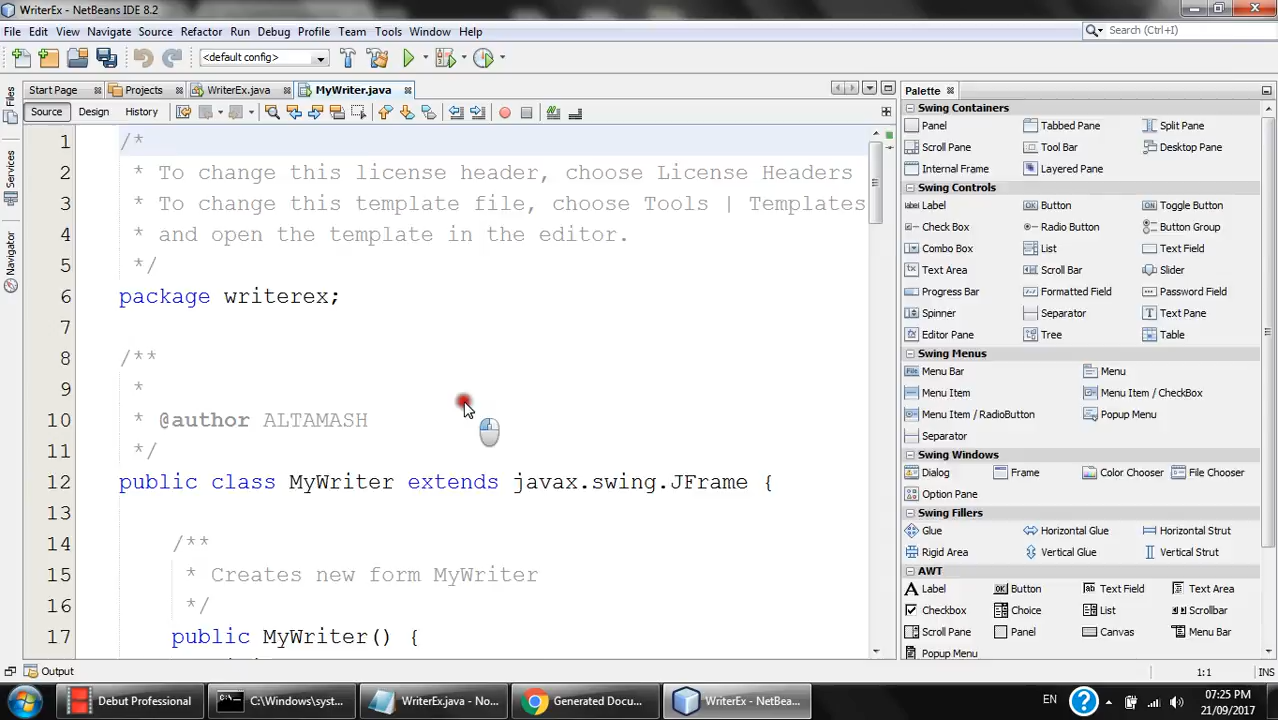 WriterEx - NetBeans IDE 8.2
File Edit View Navigate Source Refactor Run Debug Profile Team Tools Window Help
Search (Ctrl+I)
<default config>
Start Page Projects WriterEx.java MyWriter.java
Source Design History
1 /*
2 * To change this license header, choose License Headers
3 * To change this template file, choose Tools | Templates
4 * and open the template in the editor.
5 */
6 package writerex;
7
8 /**
9 *
10 * @author ALTAMASH
11 */
12 public class MyWriter extends javax.swing.JFrame {
13
14 /**
15 * Creates new form MyWriter
16 */
17 public MyWriter() {
Files
Services
Navigator
Palette
Swing Containers
Panel Tabbed Pane Split Pane
Scroll Pane Tool Bar Desktop Pane
Internal Frame Layered Pane
Swing Controls
label Label OK Button ON Toggle Button
Check Box Radio Button Button Group
Combo Box List Text Field
Text Area Scroll Bar Slider
Progress Bar Formatted Field Password Field
Spinner Separator Text Pane
Editor Pane Tree Table
Swing Menus
File Menu Bar Menu
Menu Item Menu Item / CheckBox
Menu Item / RadioButton Popup Menu
Separator
Swing Windows
Dialog Frame Color Chooser File Chooser
Option Pane
Swing Fillers
Glue Horizontal Glue Horizontal Strut
Rigid Area Vertical Glue Vertical Strut
AWT
A Label OK Button Text Field Text Area
Checkbox Choice List Scrollbar
Scroll Pane Panel Canvas Menu Bar
Popup Menu
Output
1:1 INS
Debut Professional C:\Windows\syst... WriterEx.java - No... Generated Docu... WriterEx - NetBea...
EN
07:25 PM
21/09/2017